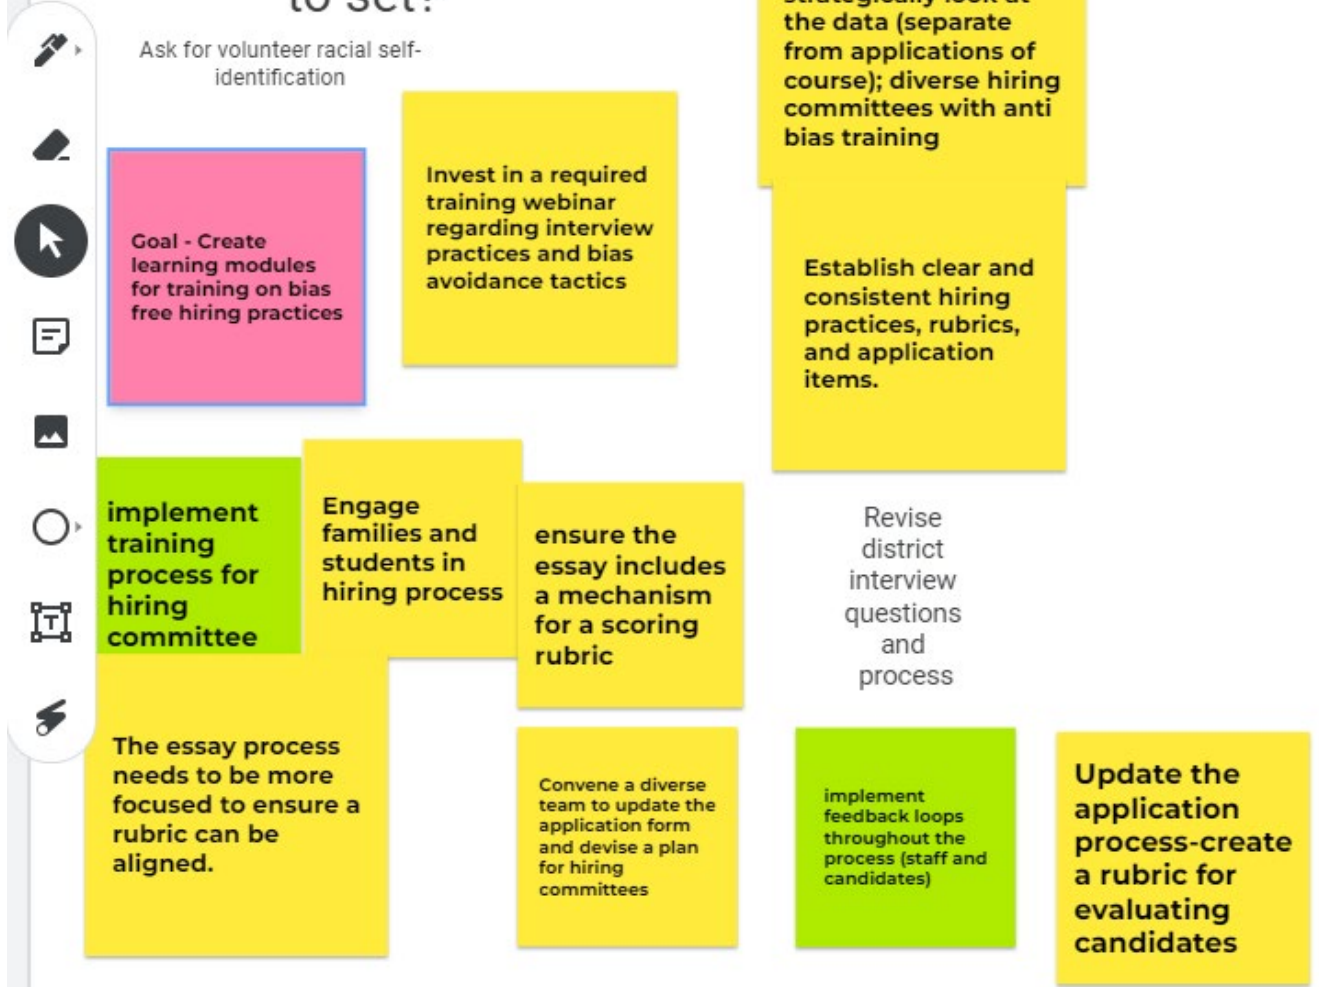 to set?
Ask for volunteer racial self-
identification
strategically look at
the data (separate
from applications of
course); diverse hiring
committees with anti
bias training
Invest in a required
training webinar
regarding interview
practices and bias
avoidance tactics
Goal - Create
learning modules
for training on bias
free hiring practices
Establish clear and
consistent hiring
practices, rubrics,
and application
items.
implement
training
process for
hiring
committee
Engage
families and
students in
hiring process
ensure the
essay includes
a mechanism
for a scoring
rubric
Revise
district
interview
questions
and
process
The essay process
needs to be more
focused to ensure a
rubric can be
aligned.
Convene a diverse
team to update the
application form
and devise a plan
for hiring
committees
implement
feedback loops
throughout the
process (staff and
candidates)
Update the
application
process-create
a rubric for
evaluating
candidates